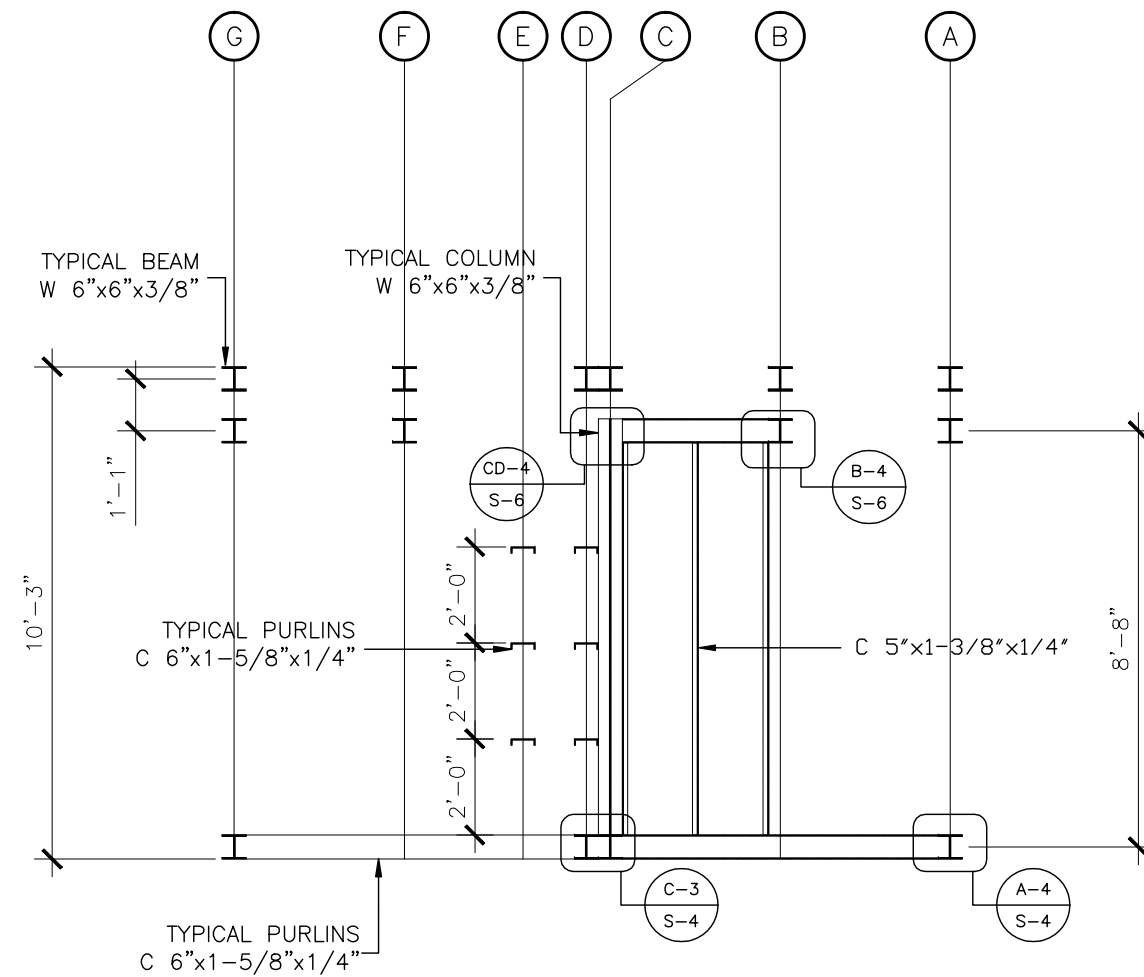 G F E D C B A
TYPICAL BEAM
W 6”x6”x3/8”
TYPICAL COLUMN
W 6”x6”x3/8”
1’-1”
10’-3”
CD-4
S-6
B-4
S-6
2’-0”
TYPICAL PURLINS
C 6”x1-5/8”x1/4”
2’-0”
C 5”x1-3/8”x1/4”
8’-8”
2’-0”
C-3
S-4
A-4
S-4
TYPICAL PURLINS
C 6”x1-5/8”x1/4”